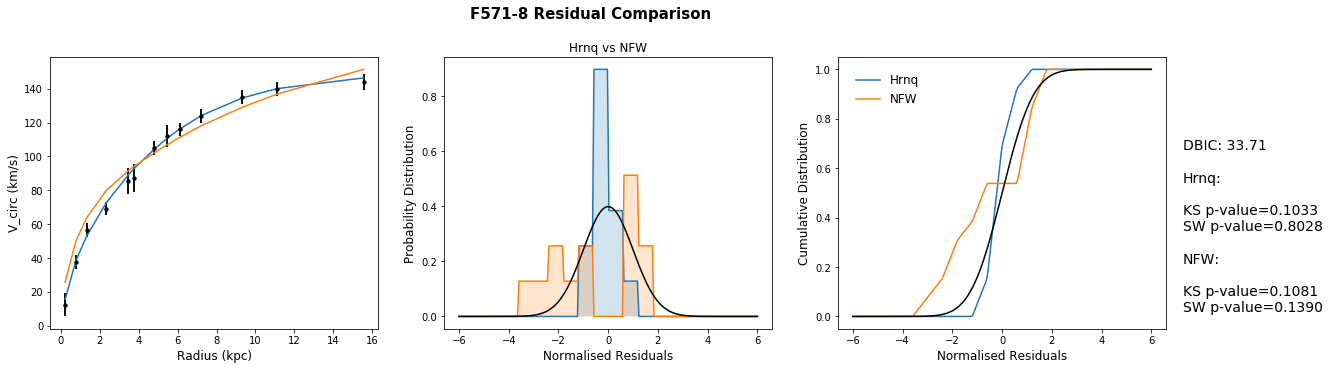 F571-8 Residual Comparison
V_circ (km/s)
140
120
100
80
60
40
20
0
0 2 4 6 8 10 12 14 16
Radius (kpc)
Hrnq vs NFW
Probability Distribution
0.8
0.6
0.4
0.2
0.0
−6 −4 −2 0 2 4 6
Normalised Residuals
Cumulative Distribution
1.0
0.8
0.6
0.4
0.2
0.0
Hrnq
NFW
−6 −4 −2 0 2 4 6
Normalised Residuals
DBIC: 33.71
Hrnq:
KS p-value=0.1033
SW p-value=0.8028
NFW:
KS p-value=0.1081
SW p-value=0.1390